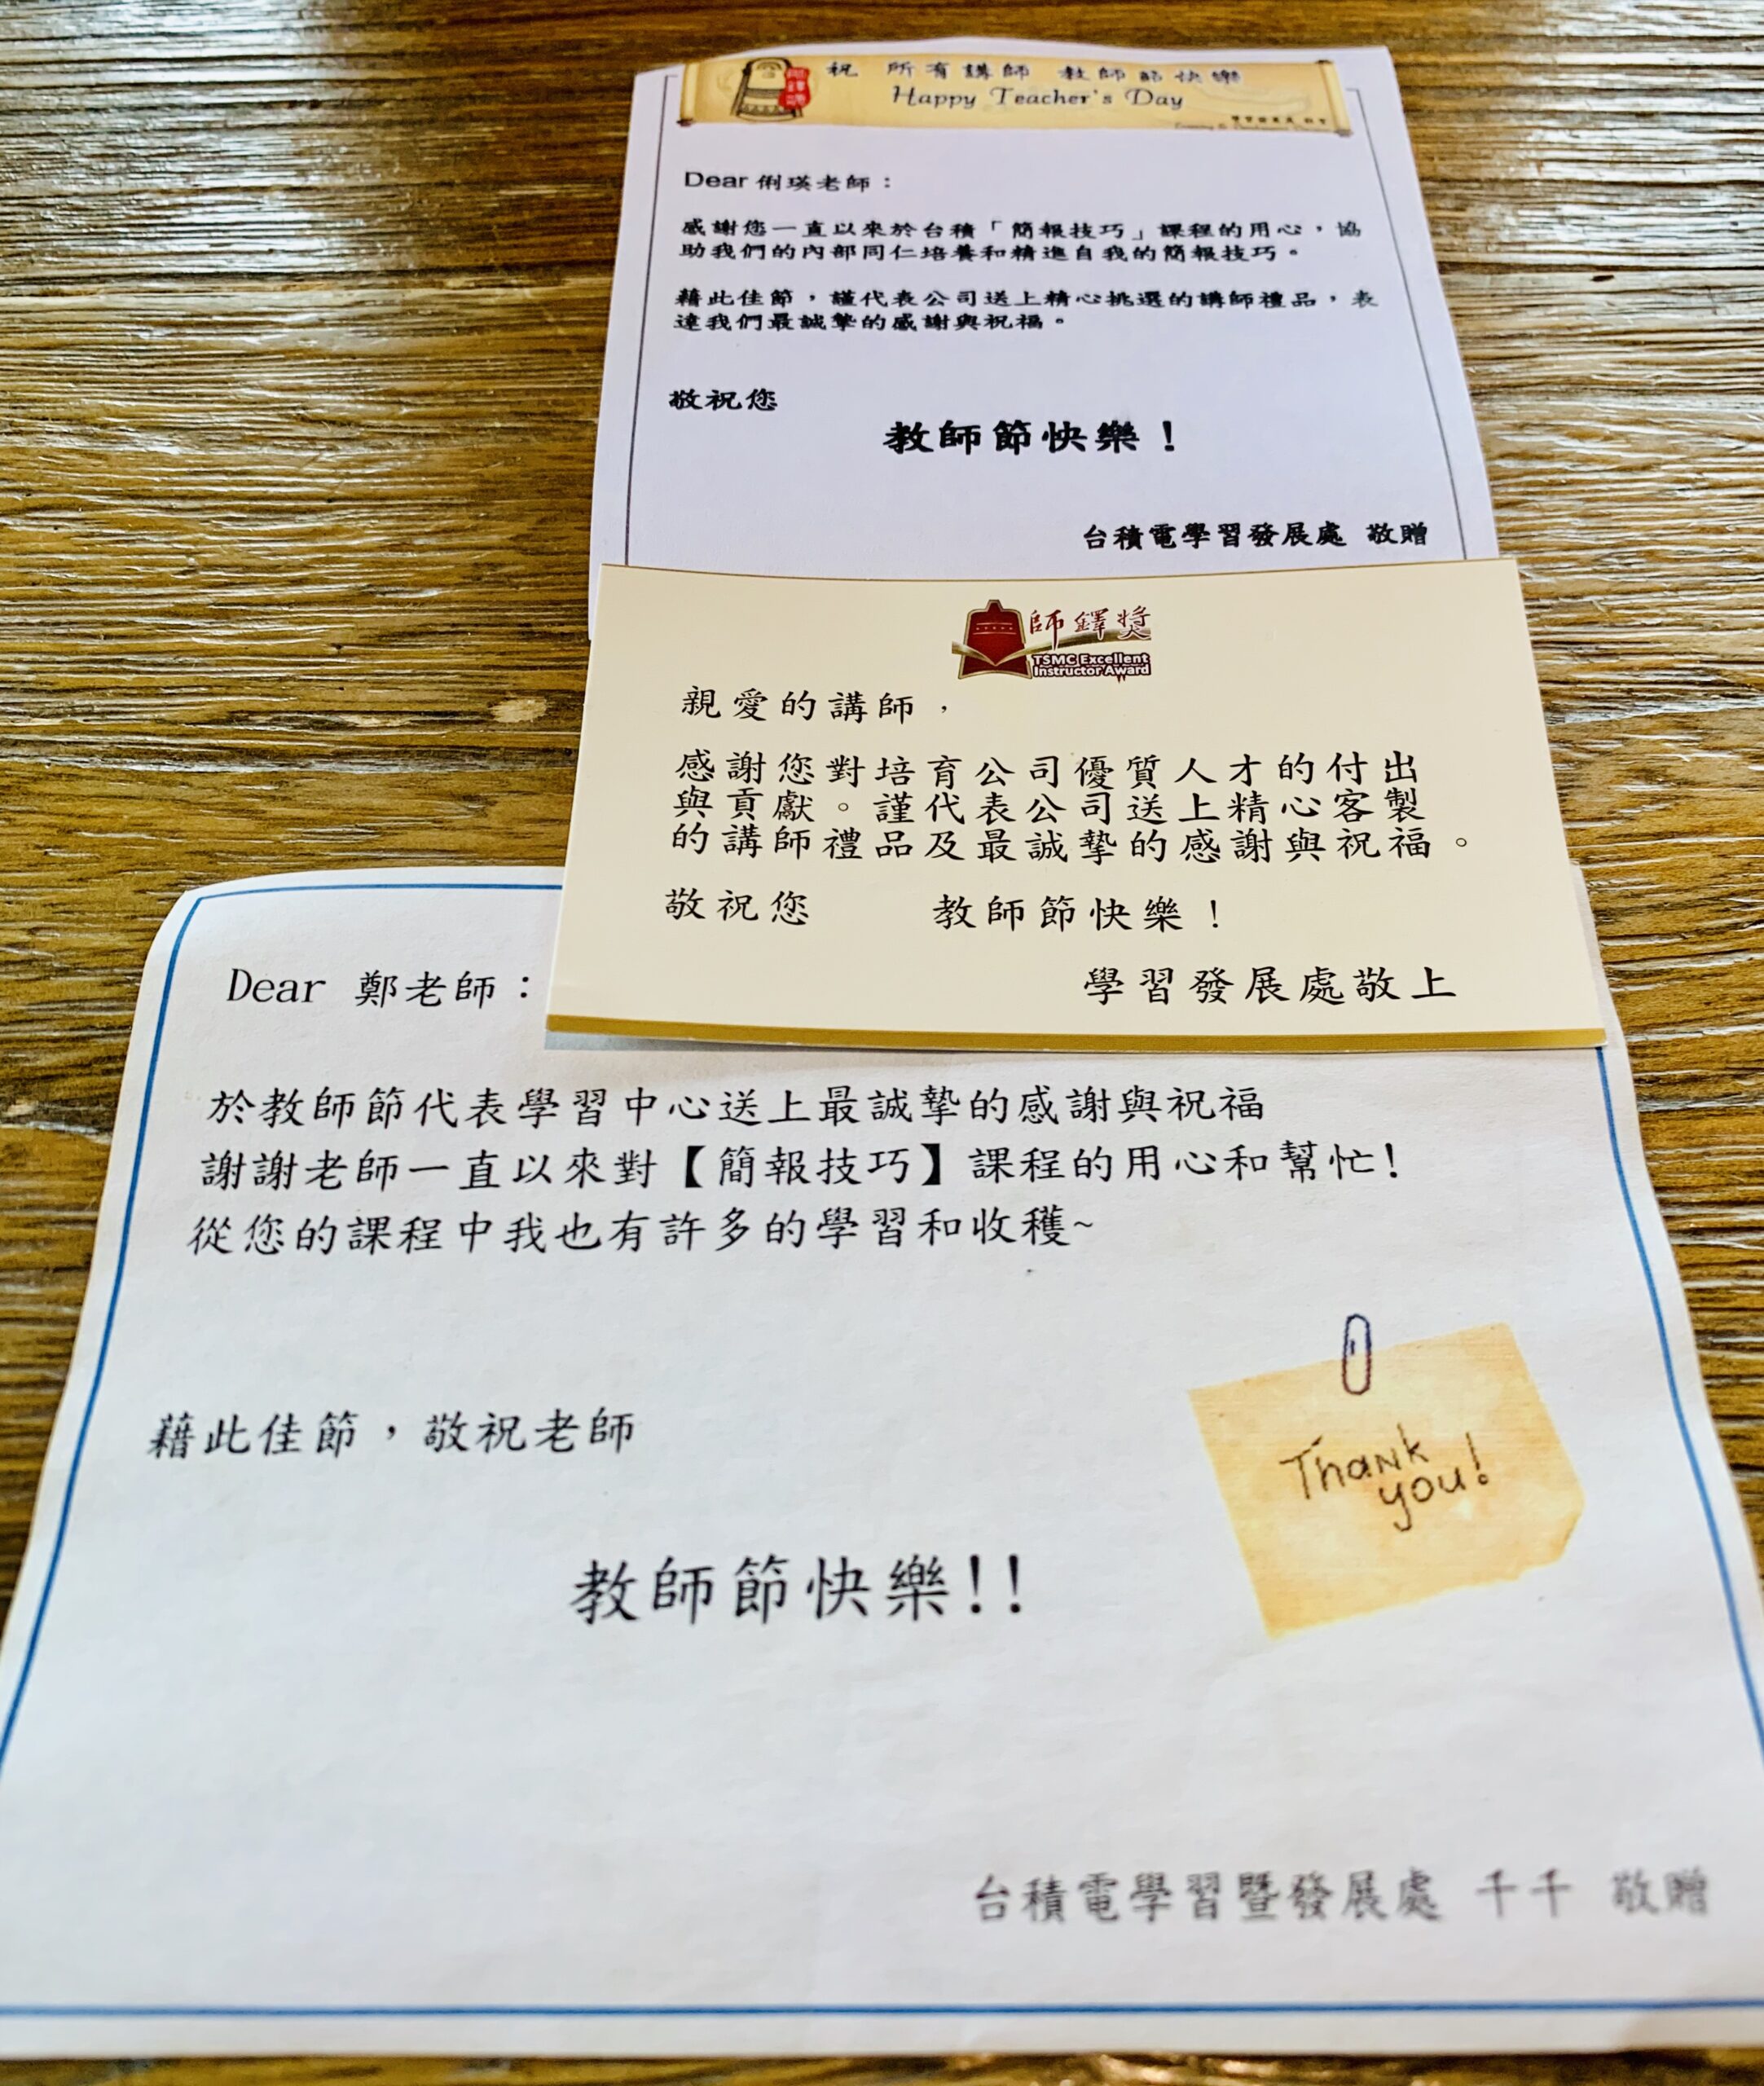 祝 所有講師 教師節快樂
Happy Teacher's Day
Dear 俐瑛老師：
感謝您一直以來於台積「簡報技巧」課程的用心，協
助我們的內部同仁培養和精進自我的簡報技巧。
藉此佳節，謹代表公司送上精心挑選的講師禮品，表
達我們最誠摯的感謝與祝福。
敬祝您
教師節快樂！
台積電學習發展處 敬贈
師鐸獎
TSMC Excellent
Instructor Award
親愛的講師，
感謝您對培育公司優質人才的付出
與貢獻。謹代表公司送上精心客製
的講師禮品及最誠摯的感謝與祝福。
敬祝您 教師節快樂！
學習發展處敬上
Dear 鄭老師：
於教師節代表學習中心送上最誠摯的感謝與祝福
謝謝老師一直以來對【簡報技巧】課程的用心和幫忙!
從您的課程中我也有許多的學習和收穫~
藉此佳節，敬祝老師
Thank
you!
教師節快樂!!
台積電學習暨發展處 千千 敬贈